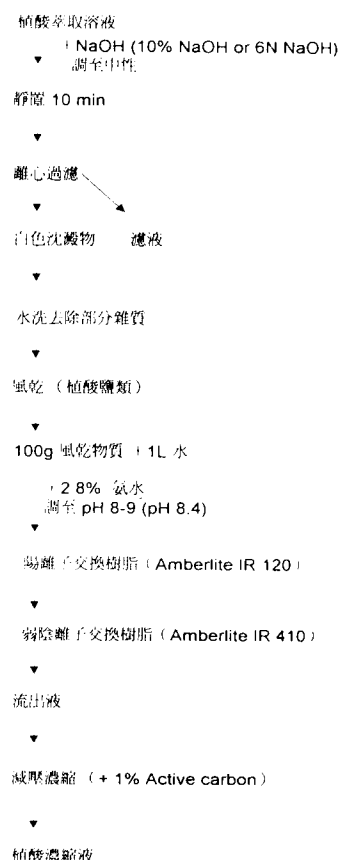 植酸萃取溶液
+ NaOH (10% NaOH or 6N NaOH)
調至中性
靜置 10 min
離心過濾
白色沈澱物 濾液
水洗去除部分雜質
風乾 (植酸鹽類)
100g 風乾物質 + 1L 水
+ 2 8% 氨水
調至 pH 8-9 (pH 8.4)
陽離子交換樹脂 (Amberlite IR 120)
弱陰離子交換樹脂 (Amberlite IR 410)
流出液
減壓濃縮 (+ 1% Active carbon)
植酸濃縮液